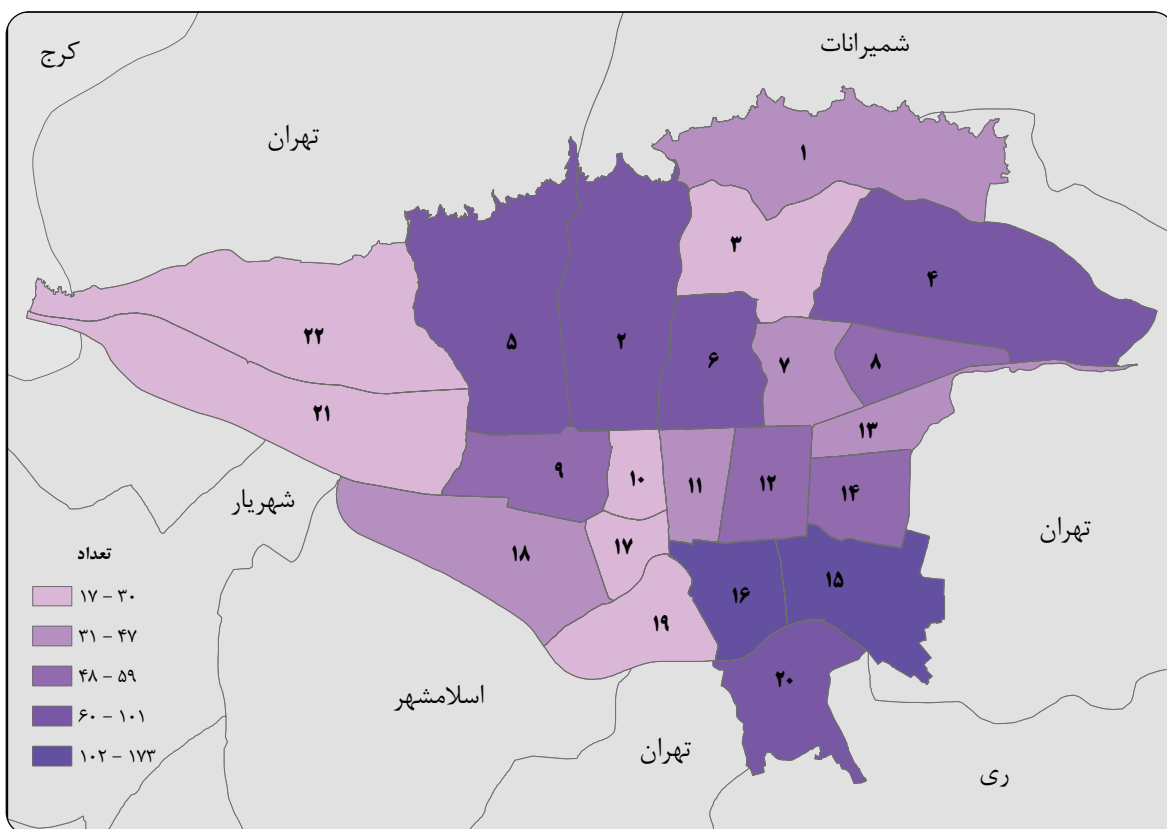 کرج
شمیرانات
تهران
۱
۳
۴
۲۲
۵
۲
۶
۷
۸
۲۱
۱۳
۹
۱۰
۱۱
۱۲
۱۴
شهریار
تهران
۱۸
۱۷
۱۶
۱۵
۱۹
۲۰
اسلامشهر
تهران
ری
تعداد
۱۷ – ۳۰
۳۱ – ۴۷
۴۸ – ۵۹
۶۰ – ۱۰۱
۱۰۲ – ۱۷۳